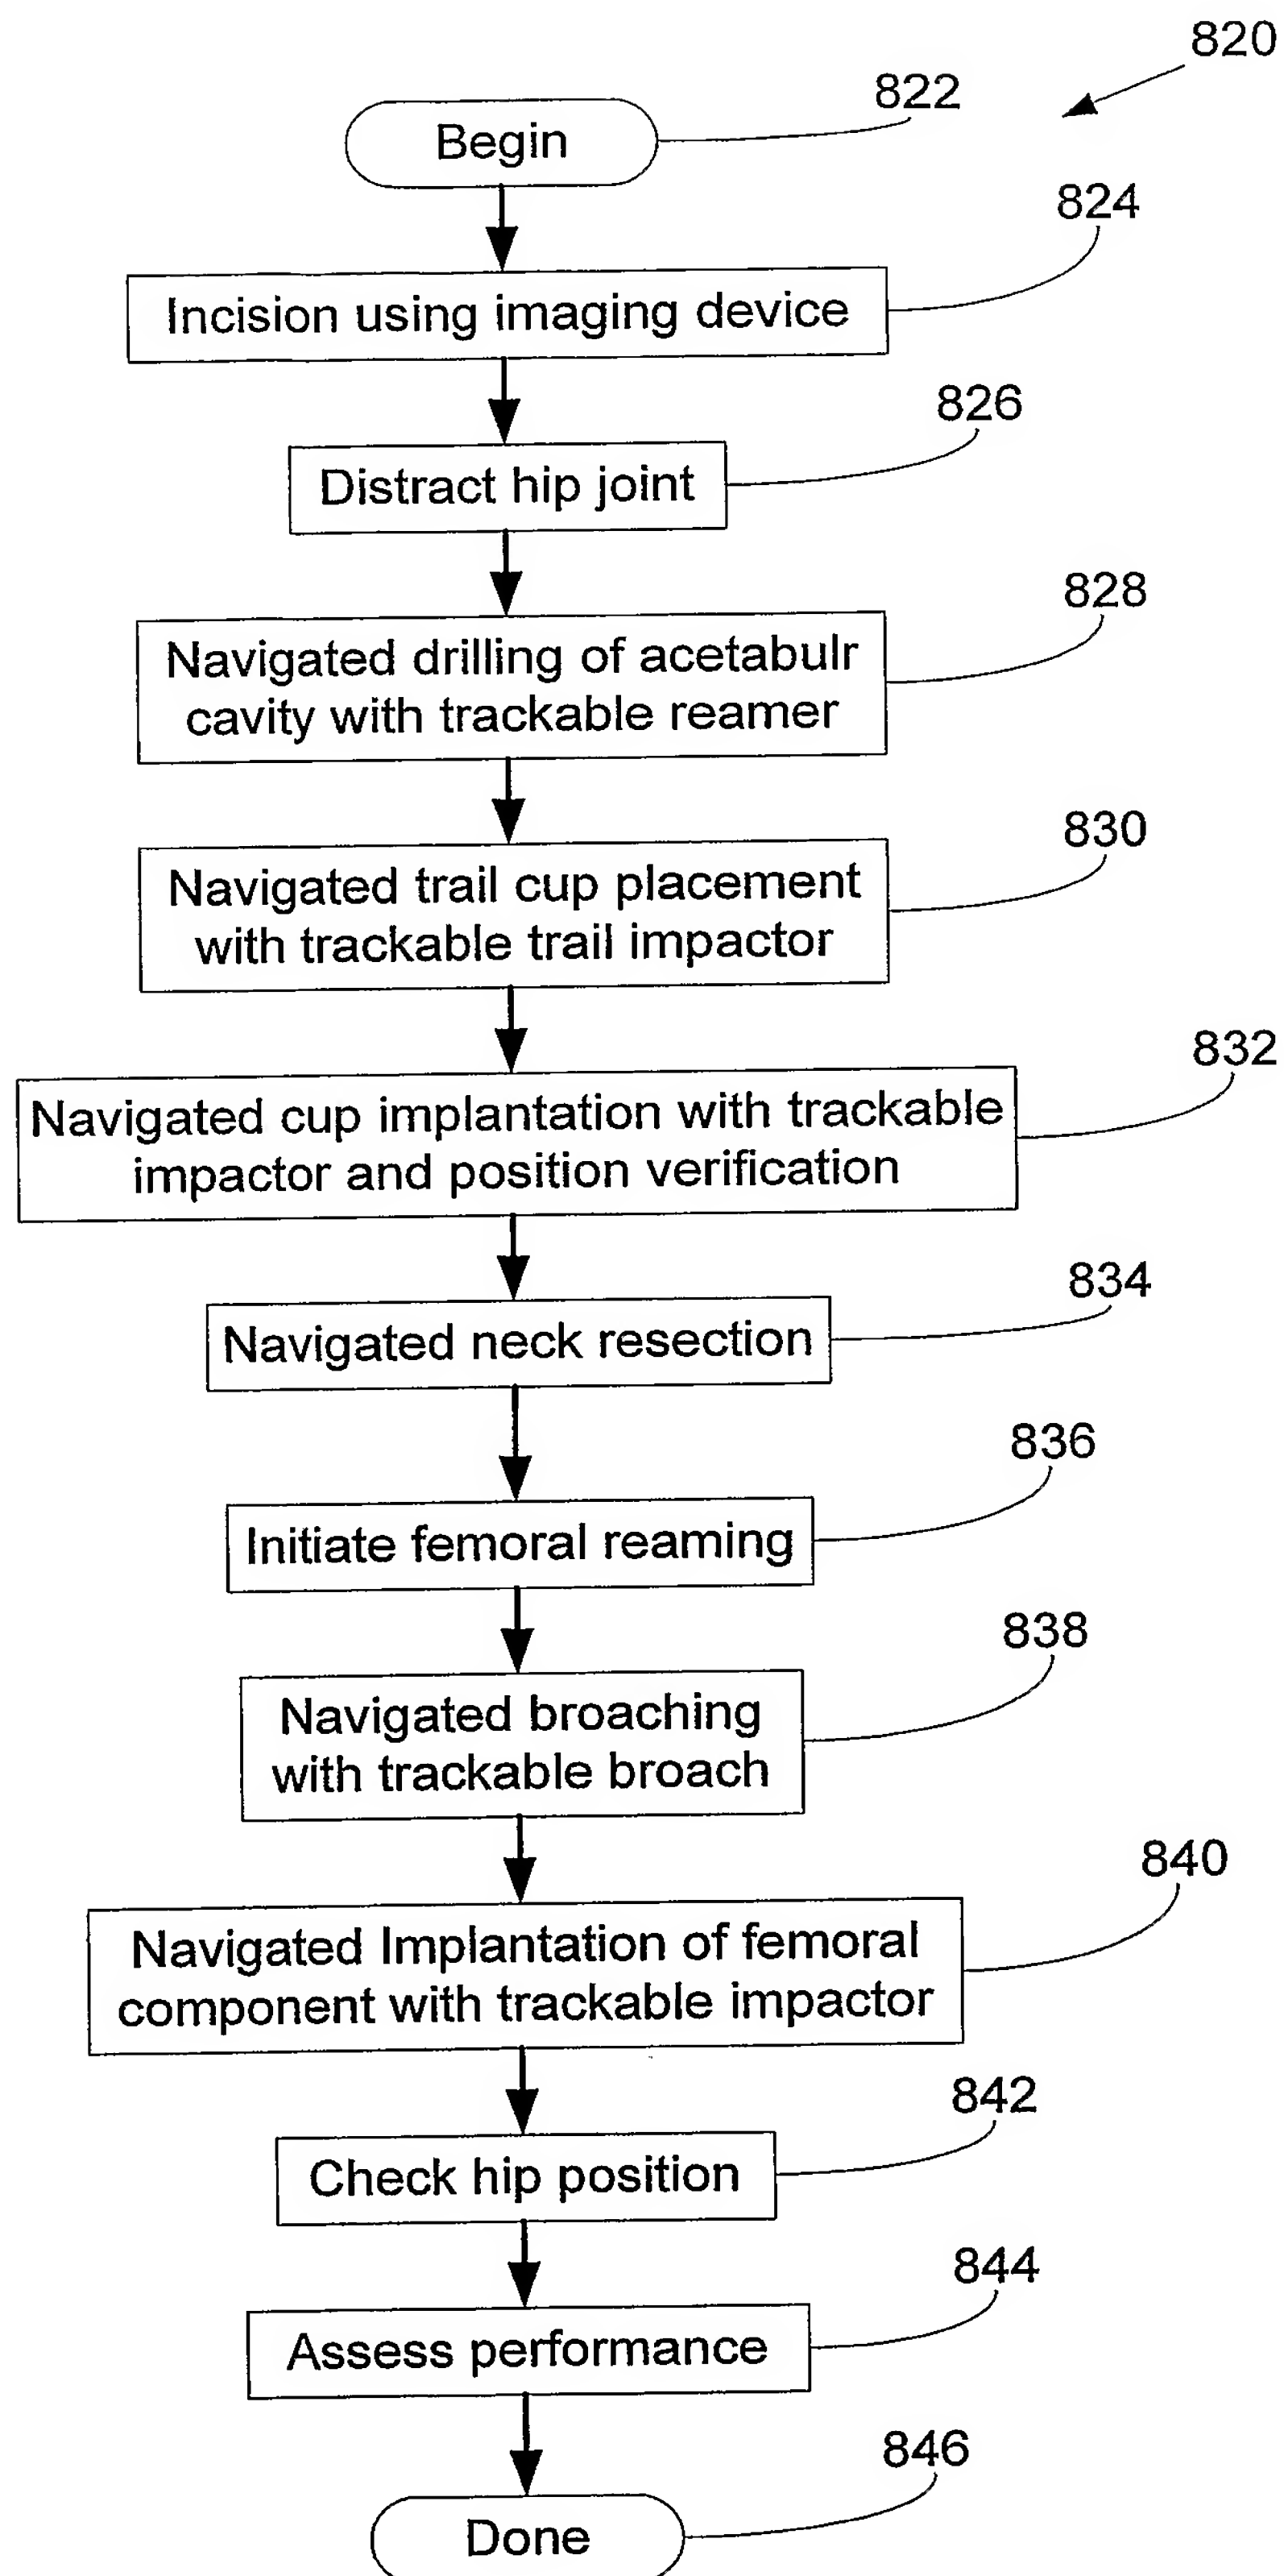 820
822
Begin
824
Incision using imaging device
826
Distract hip joint
828
Navigated drilling of acetabulr
cavity with trackable reamer
830
Navigated trail cup placement
with trackable trail impactor
832
Navigated cup implantation with trackable
impactor and position verification
834
Navigated neck resection
836
Initiate femoral reaming
838
Navigated broaching
with trackable broach
840
Navigated Implantation of femoral
component with trackable impactor
842
Check hip position
844
Assess performance
846
Done